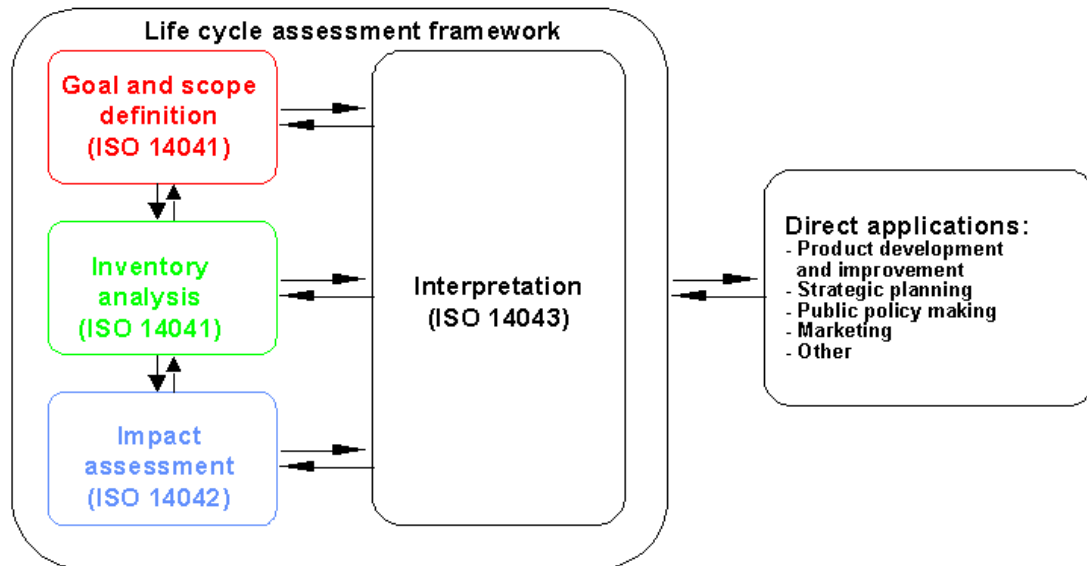 Life cycle assessment framework
Goal and scope
definition
(ISO 14041)
Inventory
analysis
(ISO 14041)
Impact
assessment
(ISO 14042)
Interpretation
(ISO 14043)
Direct applications:
- Product development
and improvement
- Strategic planning
- Public policy making
- Marketing
- Other